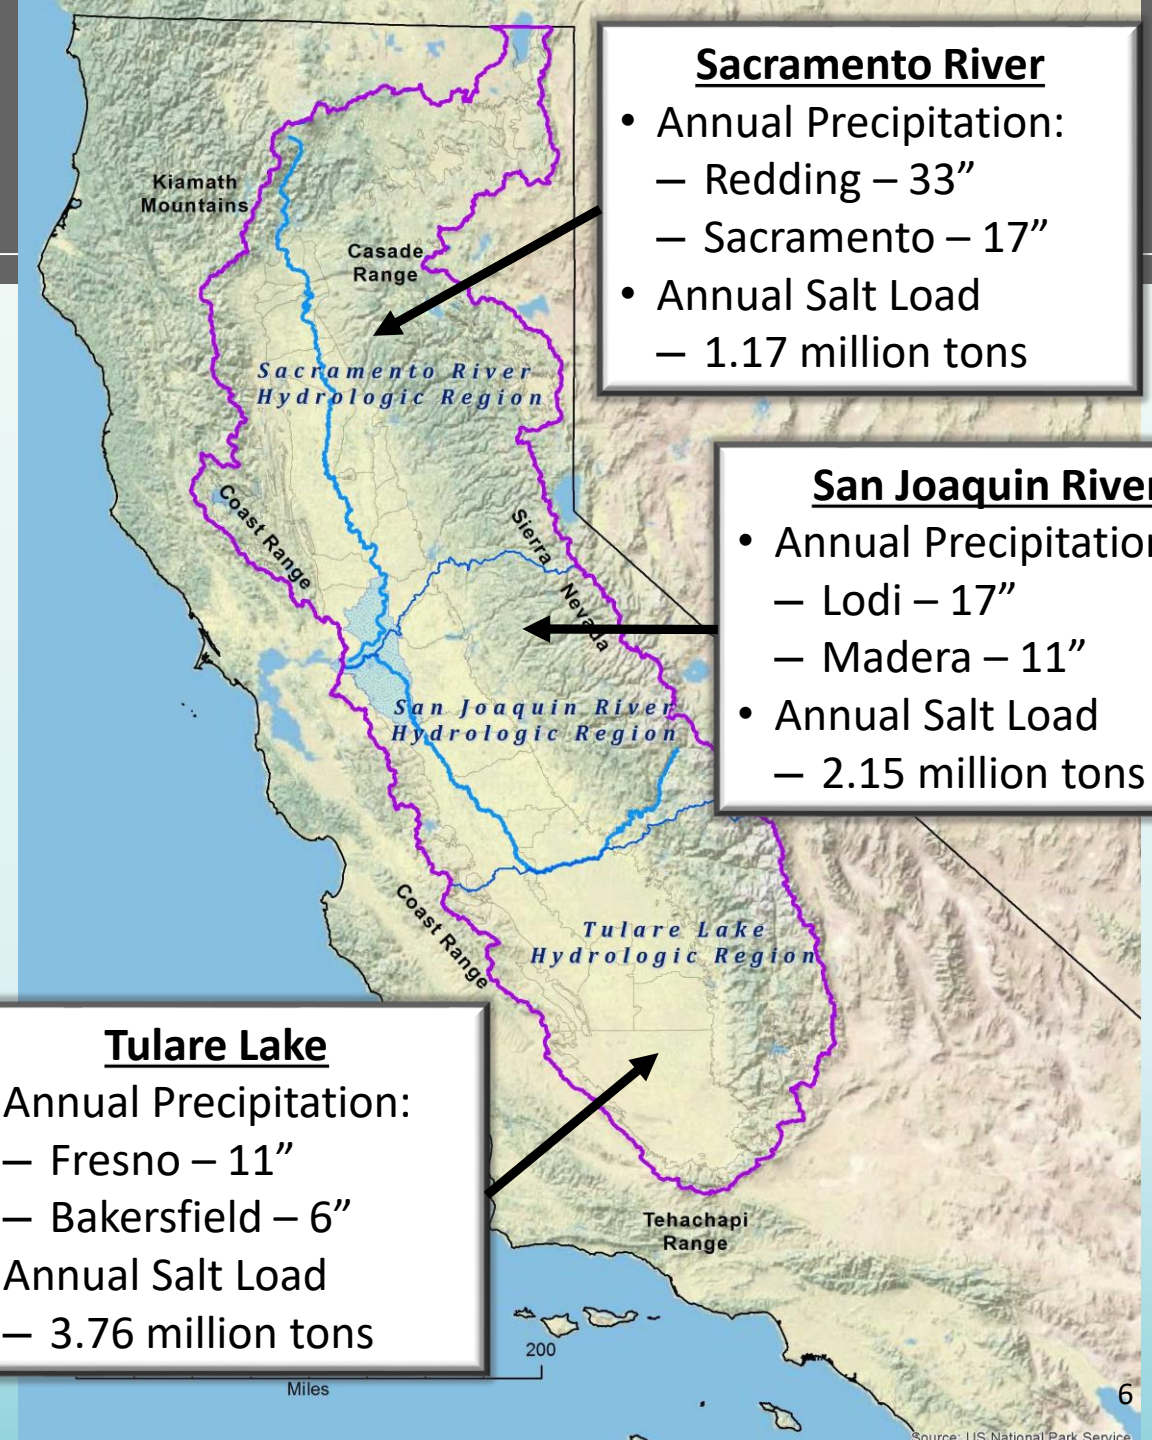 Sacramento River
• Annual Precipitation:
– Redding – 33”
– Sacramento – 17”
• Annual Salt Load
– 1.17 million tons
Kiamath
Mountains
Casade
Range
Sacramento River
Hydrologic Region
Coast Range
Sierra Nevada
San Joaquin River
• Annual Precipitation
– Lodi – 17”
– Madera – 11”
• Annual Salt Load
– 2.15 million tons
San Joaquin River
Hydrologic Region
Coast Range
Tulare Lake
Hydrologic Region
Tulare Lake
Annual Precipitation:
– Fresno – 11”
– Bakersfield – 6”
Annual Salt Load
– 3.76 million tons
Tehachapi
Range
200
Miles
6
Source: US National Park Service